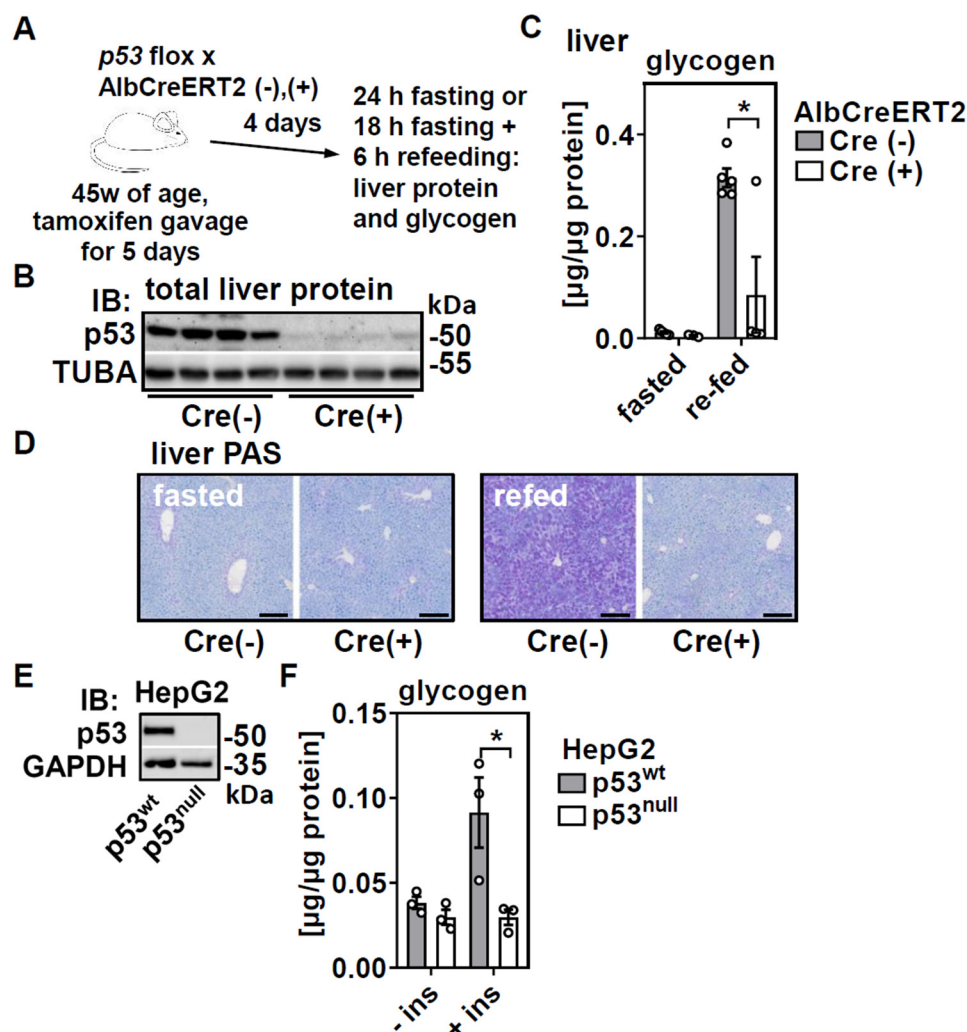 A
p53 flox x
AlbCreERT2 (-),(+)
4 days
45w of age,
tamoxifen gavage
for 5 days
24 h fasting or
18 h fasting +
6 h refeeding:
liver protein
and glycogen
B
IB:
total liver protein
kDa
p53
-50
TUBA
-55
Cre(-)
Cre(+)
C
liver
glycogen
[µg/µg protein]
0.4
0.2
0.0
*
fasted
re-fed
AlbCreERT2
Cre (-)
Cre (+)
D
liver PAS
fasted
refed
Cre(-)
Cre(+)
Cre(-)
Cre(+)
E
IB:
HepG2
p53
-50
GAPDH
-35
kDa
p53wt
p53null
F
glycogen
[µg/µg protein]
0.15
0.10
0.05
0.00
*
- ins
+ ins
HepG2
p53wt
p53null